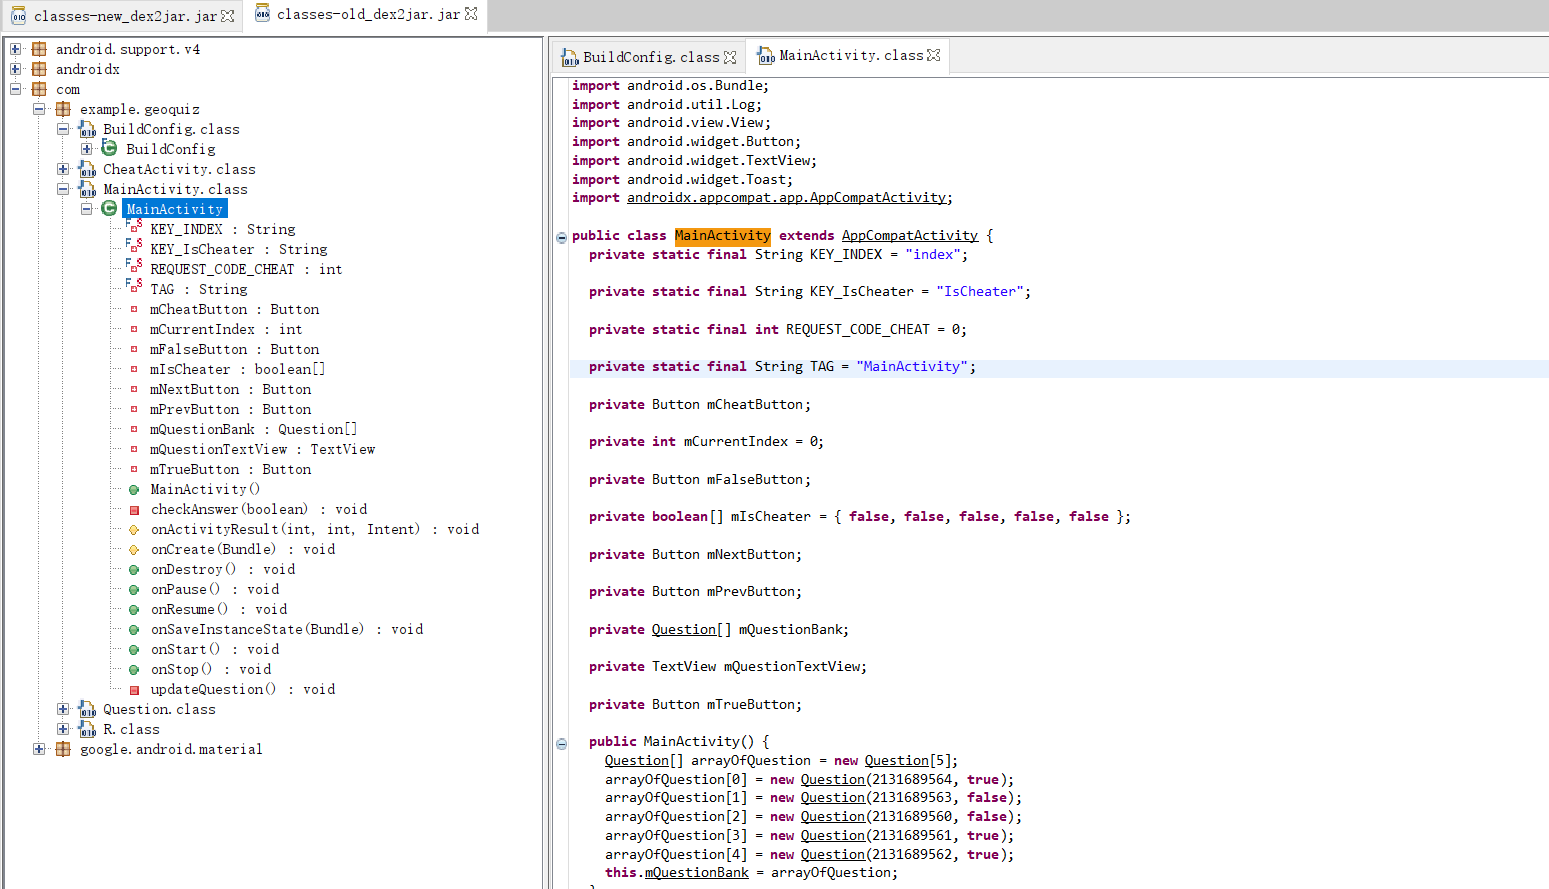 classes-new_dex2jar.jar
classes-old_dex2jar.jar
android.support.v4
androidx
com
example.geoquiz
BuildConfig.class
BuildConfig
CheatActivity.class
MainActivity.class
MainActivity
KEY_INDEX : String
KEY_IsCheater : String
REQUEST_CODE_CHEAT : int
TAG : String
mCheatButton : Button
mCurrentIndex : int
mFalseButton : Button
mIsCheater : boolean[]
mNextButton : Button
mPrevButton : Button
mQuestionBank : Question[]
mQuestionTextView : TextView
mTrueButton : Button
MainActivity()
checkAnswer(boolean) : void
onActivityResult(int, int, Intent) : void
onCreate(Bundle) : void
onDestroy() : void
onPause() : void
onResume() : void
onSaveInstanceState(Bundle) : void
onStart() : void
onStop() : void
updateQuestion() : void
Question.class
R.class
google.android.material
BuildConfig.class
MainActivity.class
import android.os.Bundle;
import android.util.Log;
import android.view.View;
import android.widget.Button;
import android.widget.TextView;
import android.widget.Toast;
import androidx.appcompat.app.AppCompatActivity;
public class MainActivity extends AppCompatActivity {
private static final String KEY_INDEX = "index";
private static final String KEY_IsCheater = "IsCheater";
private static final int REQUEST_CODE_CHEAT = 0;
private static final String TAG = "MainActivity";
private Button mCheatButton;
private int mCurrentIndex = 0;
private Button mFalseButton;
private boolean[] mIsCheater = { false, false, false, false, false };
private Button mNextButton;
private Button mPrevButton;
private Question[] mQuestionBank;
private TextView mQuestionTextView;
private Button mTrueButton;
public MainActivity() {
Question[] arrayOfQuestion = new Question[5];
arrayOfQuestion[0] = new Question(2131689564, true);
arrayOfQuestion[1] = new Question(2131689563, false);
arrayOfQuestion[2] = new Question(2131689560, false);
arrayOfQuestion[3] = new Question(2131689561, true);
arrayOfQuestion[4] = new Question(2131689562, true);
this.mQuestionBank = arrayOfQuestion;